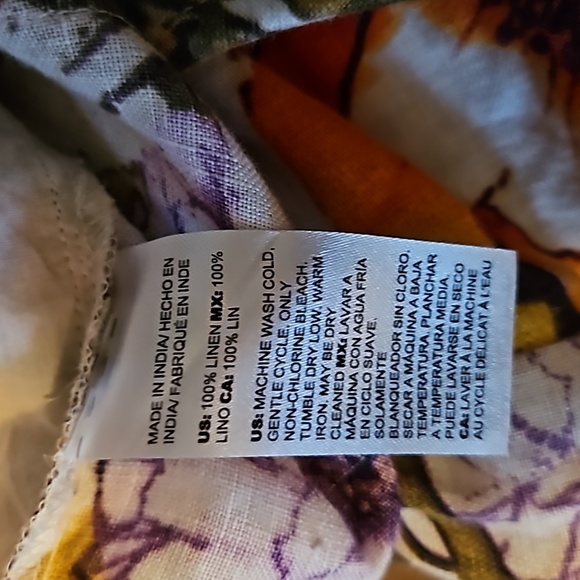 MADE IN INDIA/ HECHO EN
INDIA/ FABRIQUÉ EN INDE
US: 100% LINEN MX: 100%
LINO CA: 100% LIN
US: MACHINE WASH COLD,
GENTLE CYCLE, ONLY
NON-CHLORINE BLEACH,
TUMBLE DRY LOW, WARM
IRON. MAY BE DRY
CLEANED MX: LAVAR A
MÁQUINA CON AGUA FRÍA
EN CICLO SUAVE.
SOLAMENTE
BLANQUEADOR SIN CLORO,
SECAR A MÁQUINA A BAJA
TEMPERATURA, PLANCHAR
A TEMPERATURA MEDIA,
PUEDE LAVARSE EN SECO
CA: LAVER À LA MACHINE
AU CYCLE DÉLICAT À L'EAU